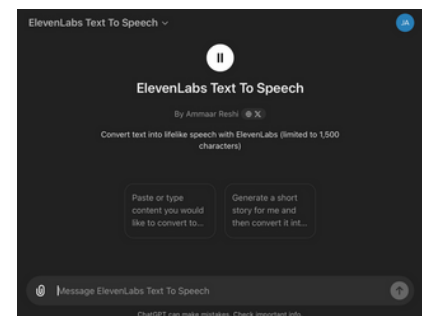 ElevenLabs Text To Speech
JA
ElevenLabs Text To Speech
By Ammaar Reshi
Convert text into lifelike speech with ElevenLabs (limited to 1,500
characters)
Paste or type
content you would
like to convert to...
Generate a short
story for me and
then convert it int...
Message ElevenLabs Text To Speech
ChatGPT can make mistakes. Check important info.